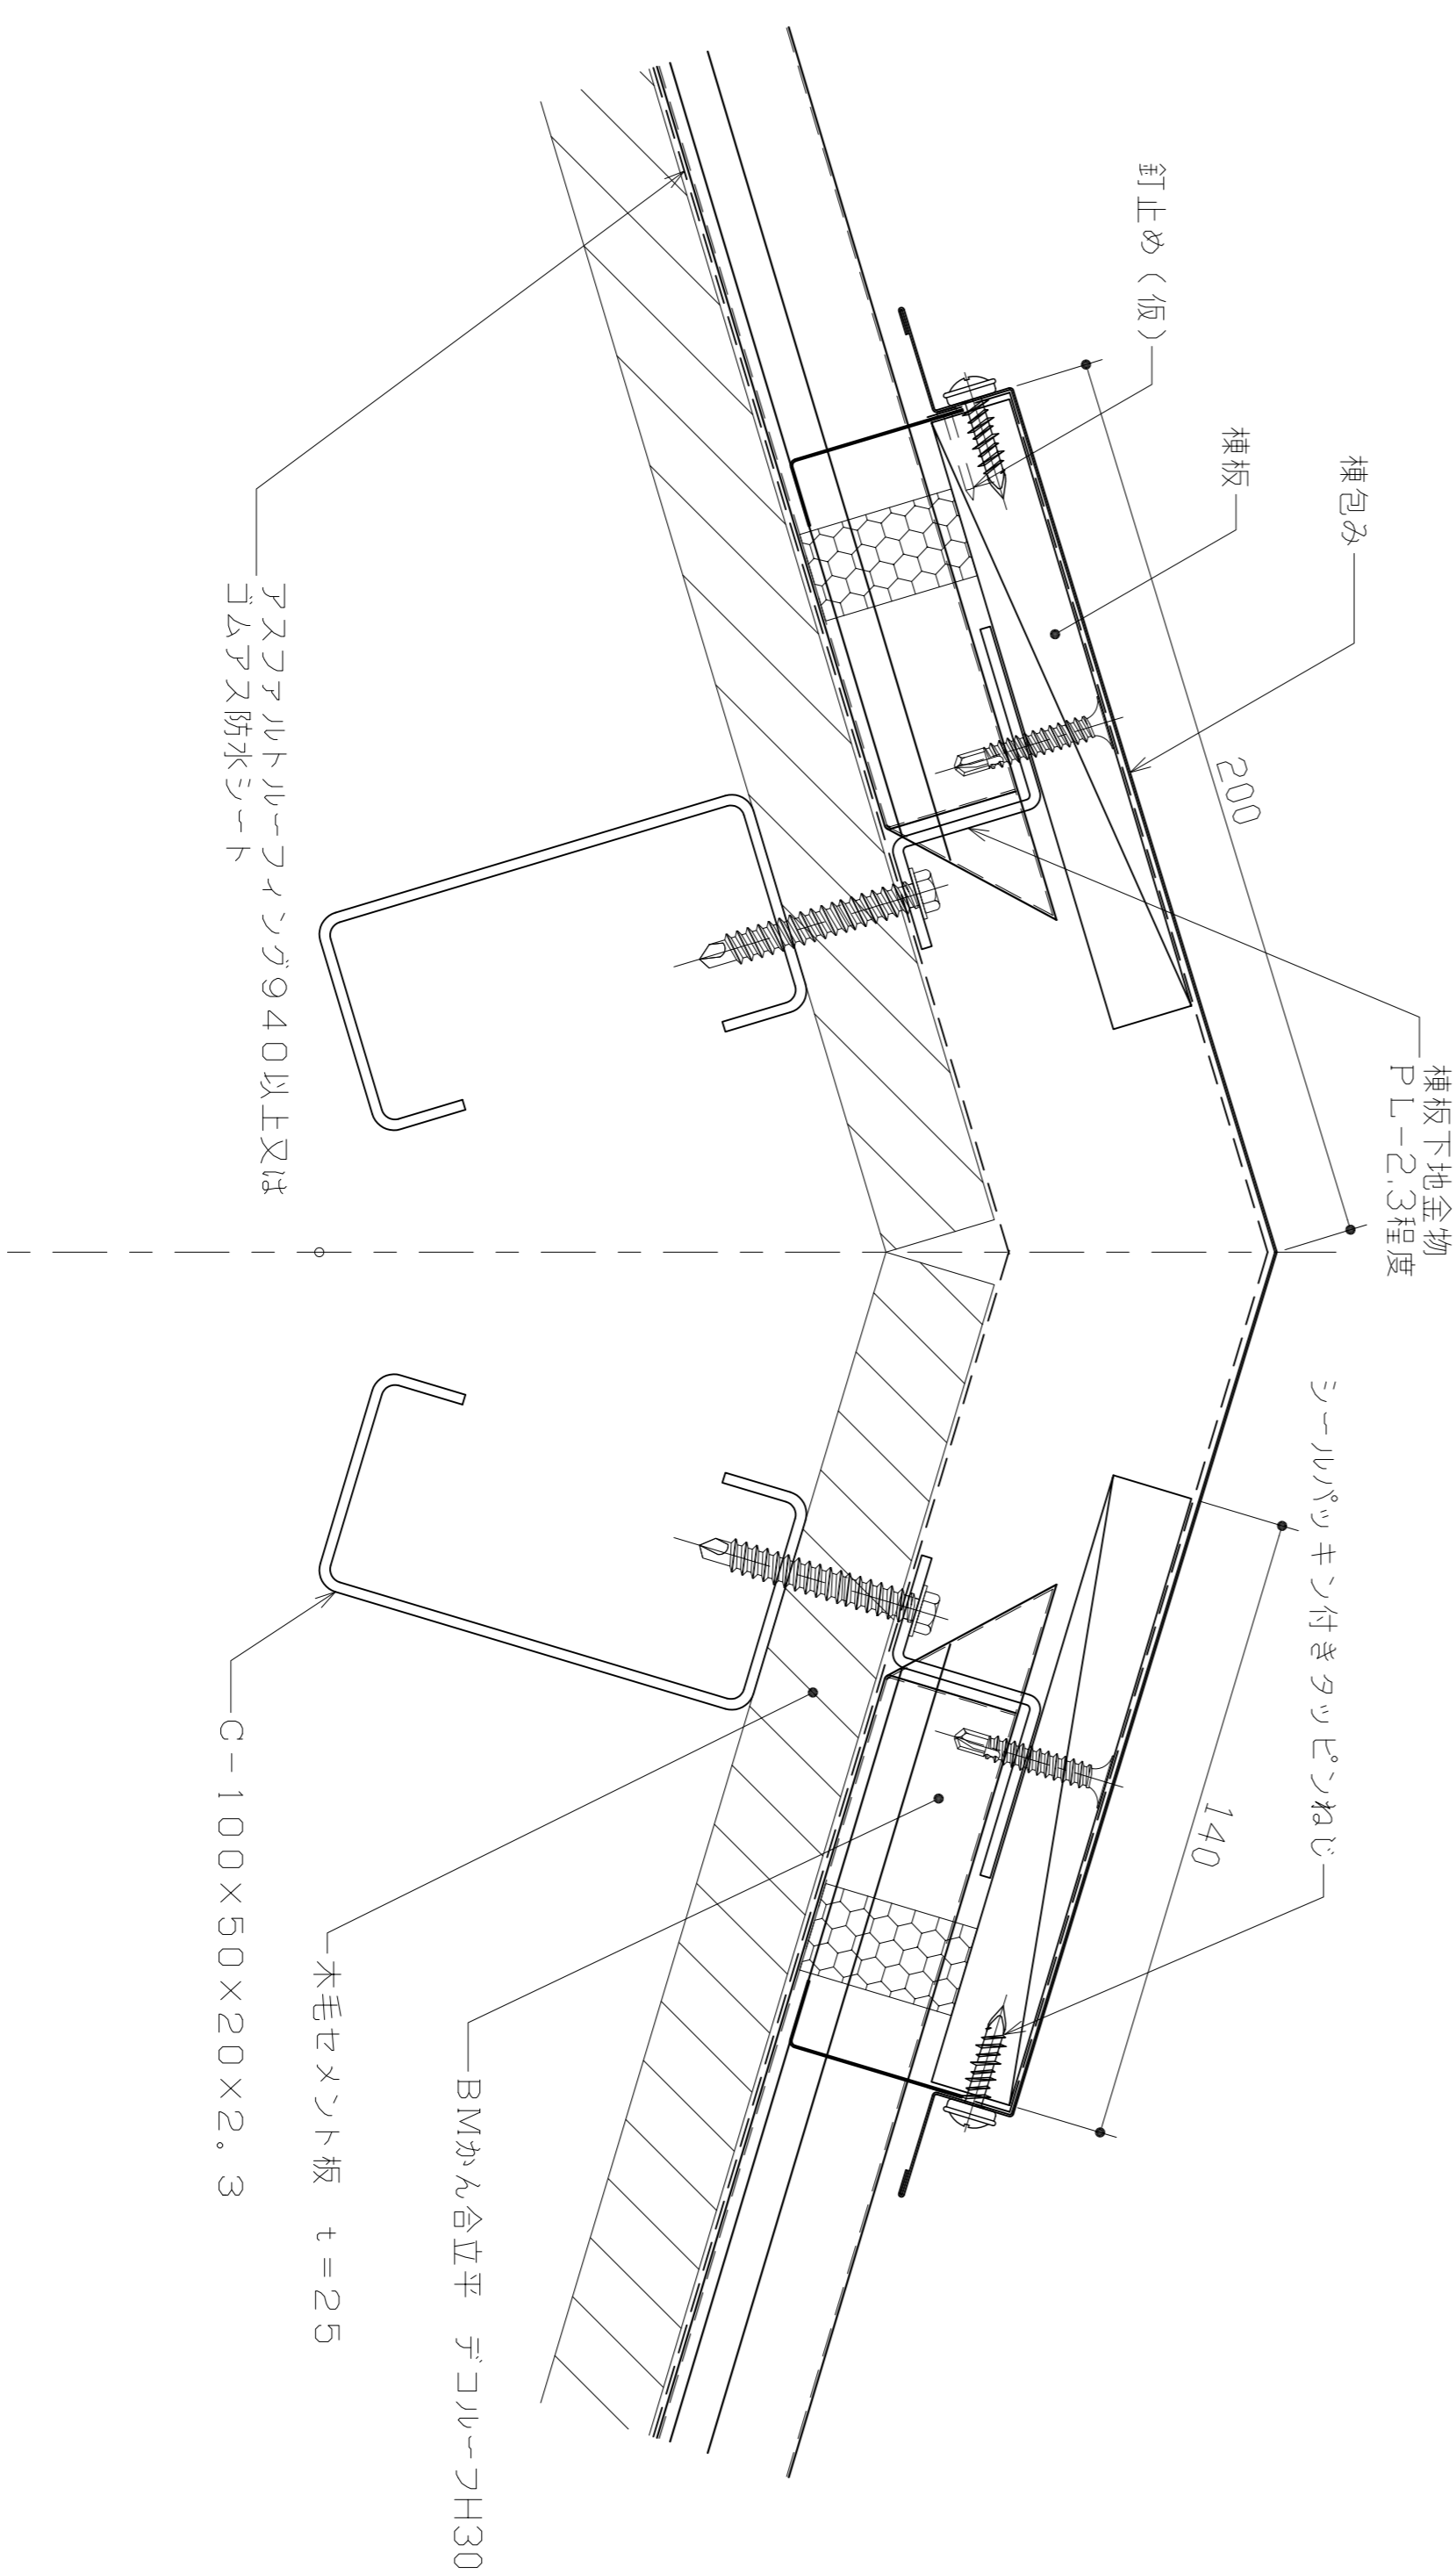 棟板下地金物
PL-2.3程度
棟包み
棟板
釘止め(仮)
200
シールパッキン付きタッピンねじ
140
アスファルトルーフィング940以上又は
ゴムアス防水シート
C-100×50×20×2.3
木毛セメント板 t=25
BMかん合立平 デコルーフH30